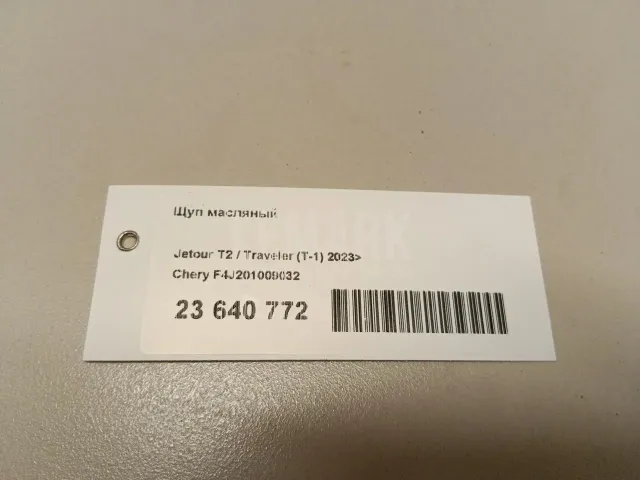 Щуп масляный
Jetour T2 / Traveler (T-1) 2023>
Chery F4J201009032
23 640 772